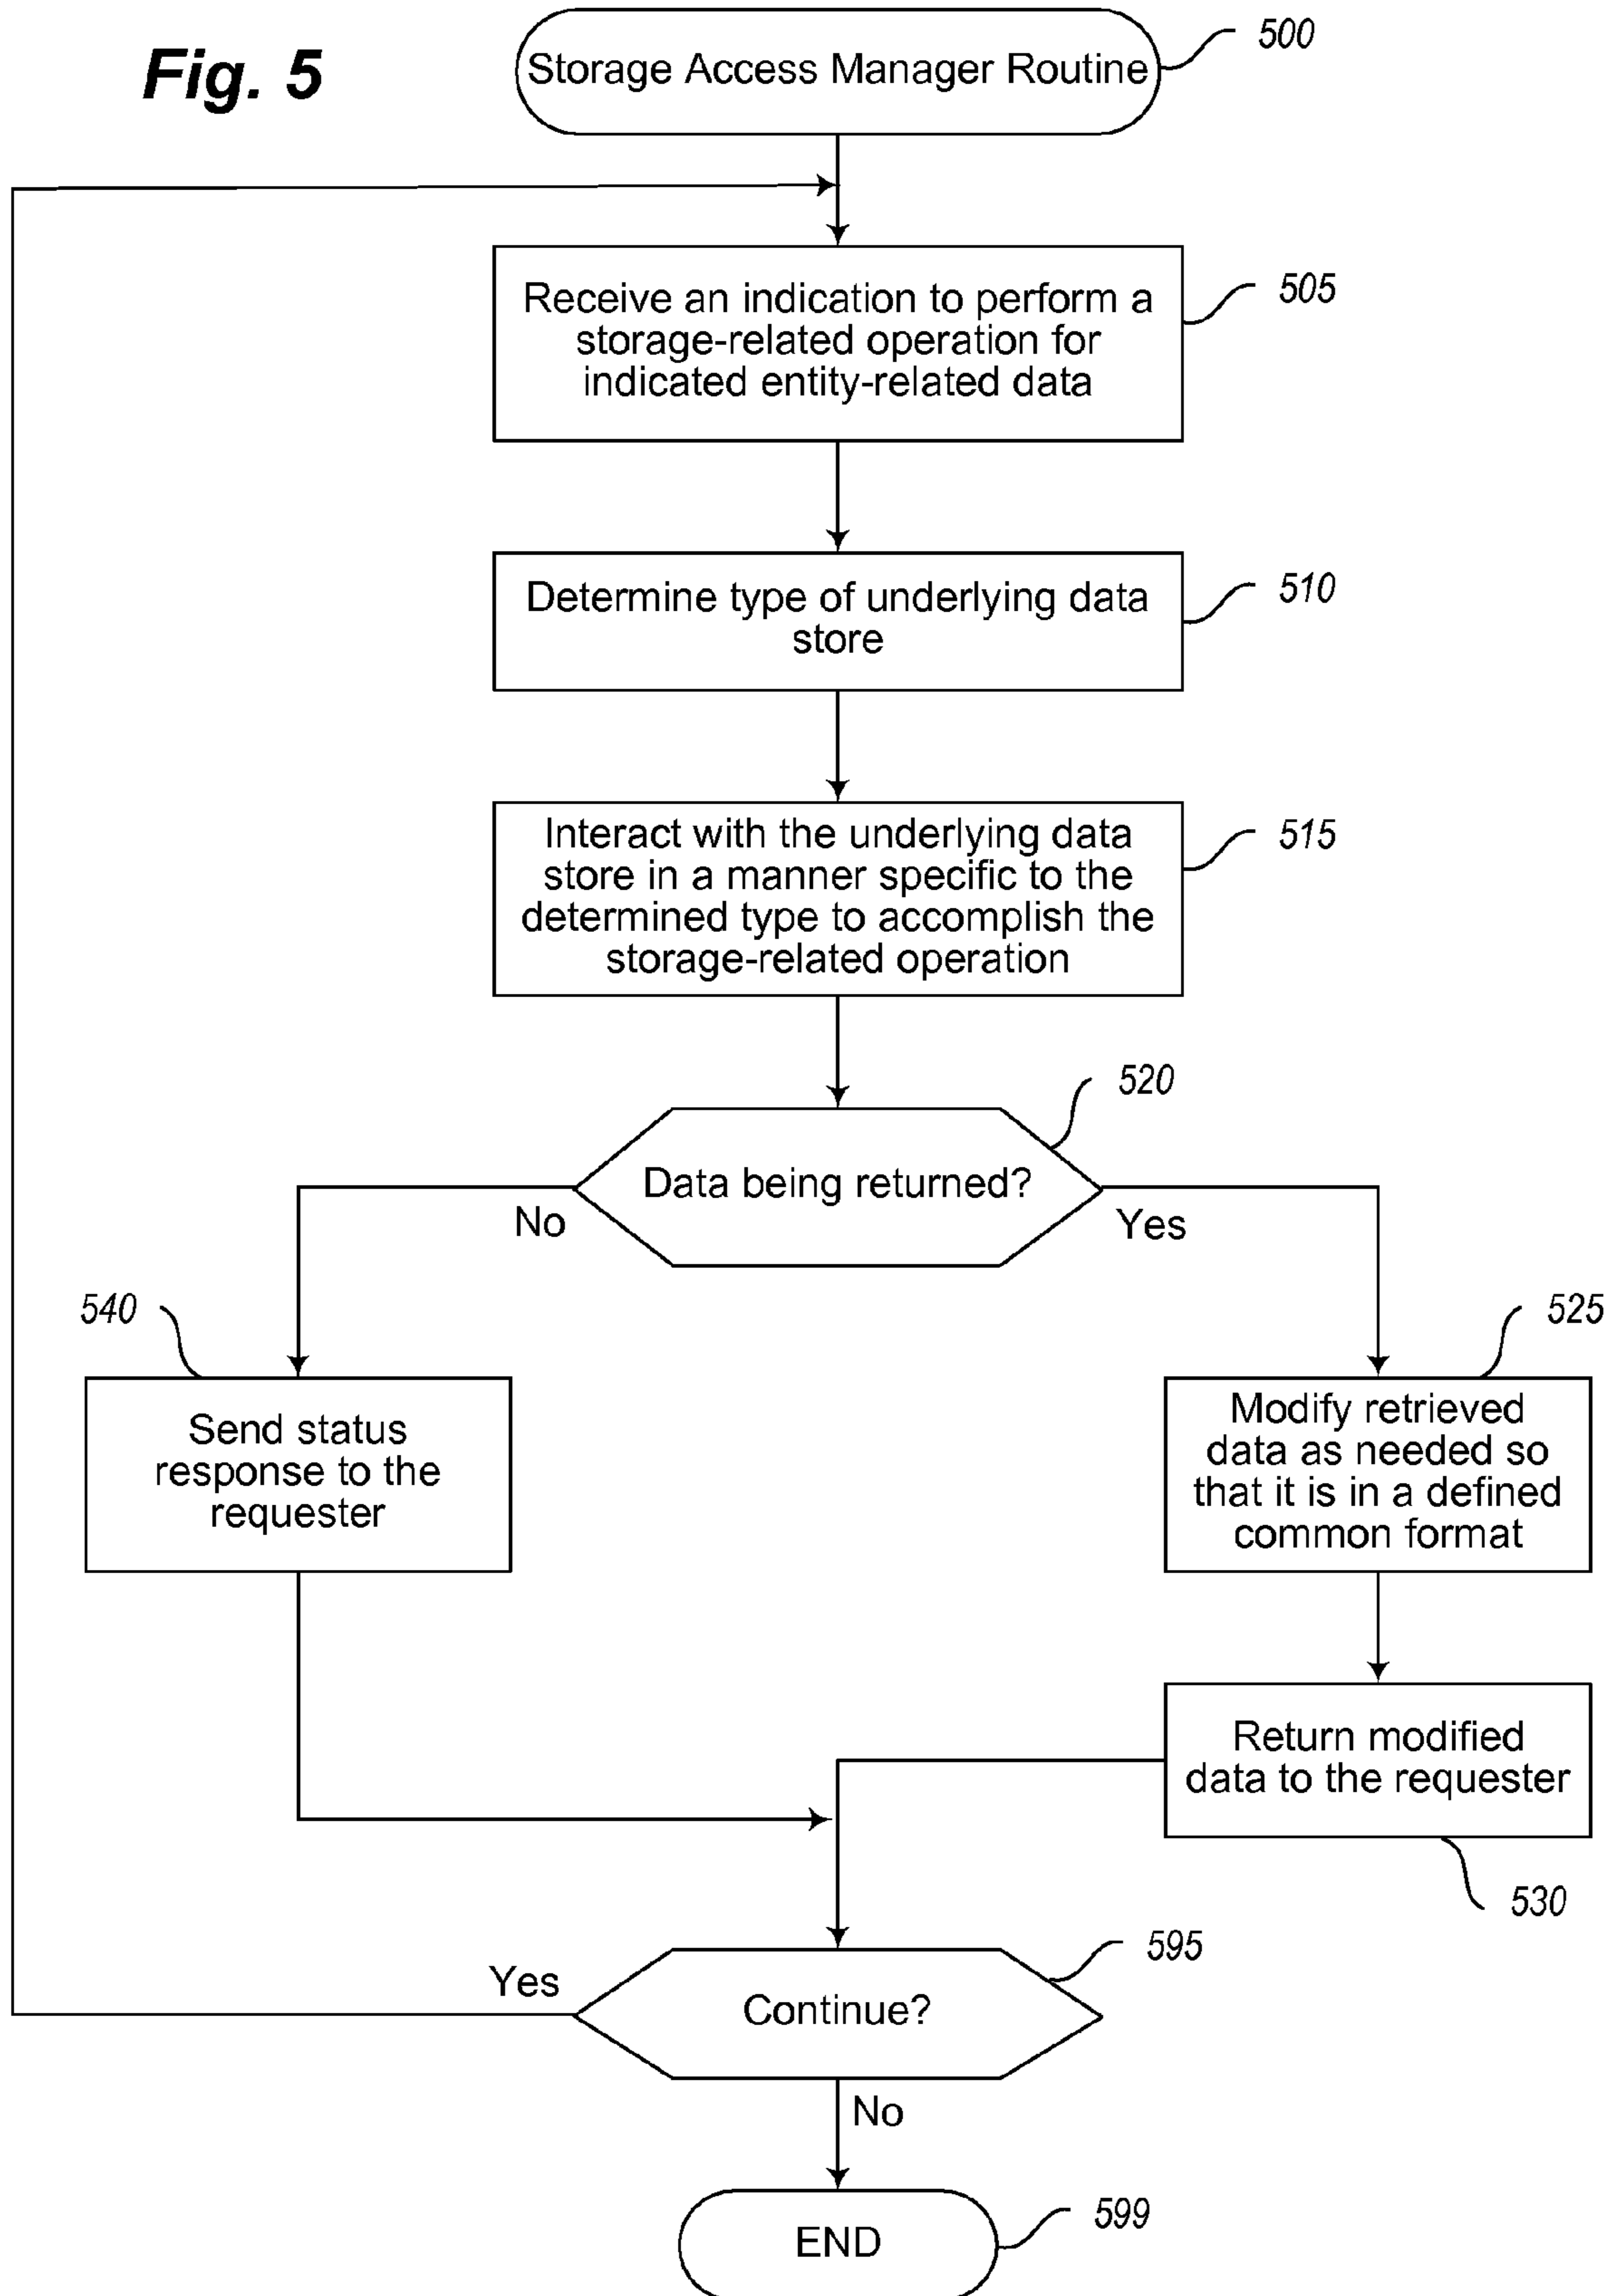 Fig. 5
Storage Access Manager Routine
500
Receive an indication to perform a
storage-related operation for
indicated entity-related data
505
Determine type of underlying data
store
510
Interact with the underlying data
store in a manner specific to the
determined type to accomplish the
storage-related operation
515
520
Data being returned?
No
Yes
540
525
Send status
response to the
requester
Modify retrieved
data as needed so
that it is in a defined
common format
Return modified
data to the requester
530
595
Yes
Continue?
No
END
599